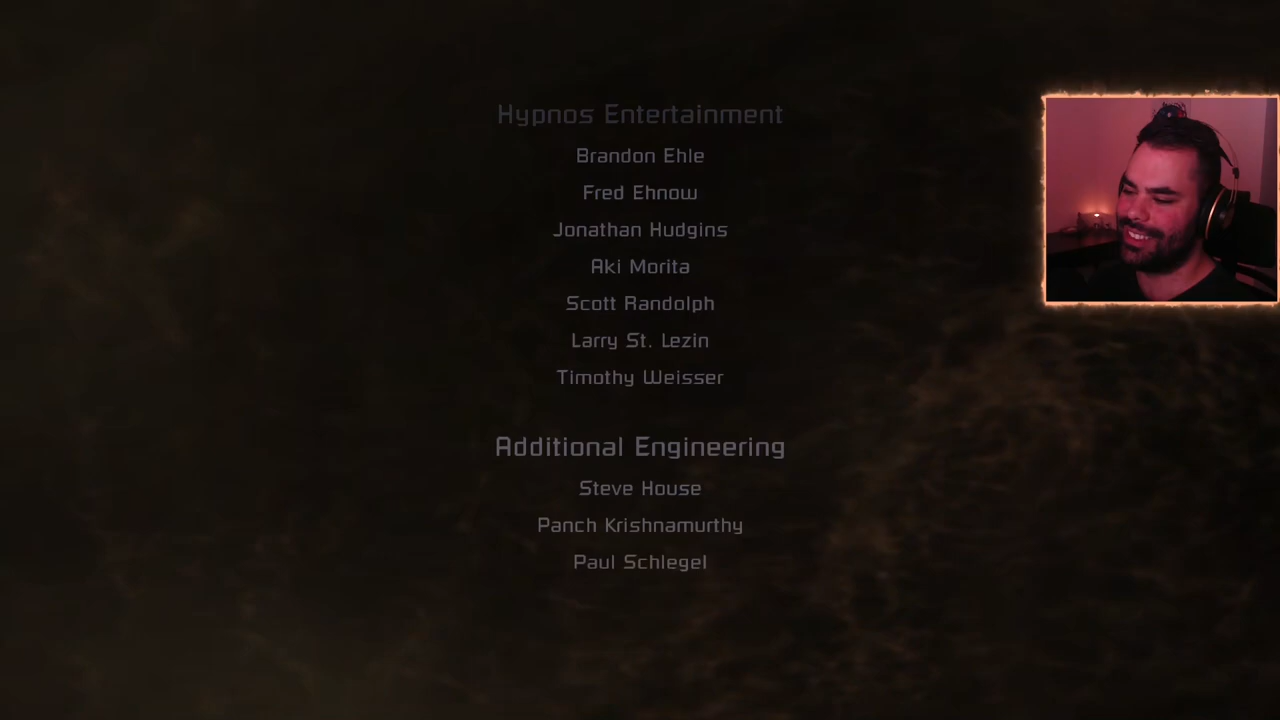 Hypnos Entertainment
Brandon Ehle
Fred Ehnow
Jonathan Hudgins
Aki Morita
Scott Randolph
Larry St. Lezin
Timothy Weisser
Additional Engineering
Steve House
Panch Krishnamurthy
Paul Schlegel